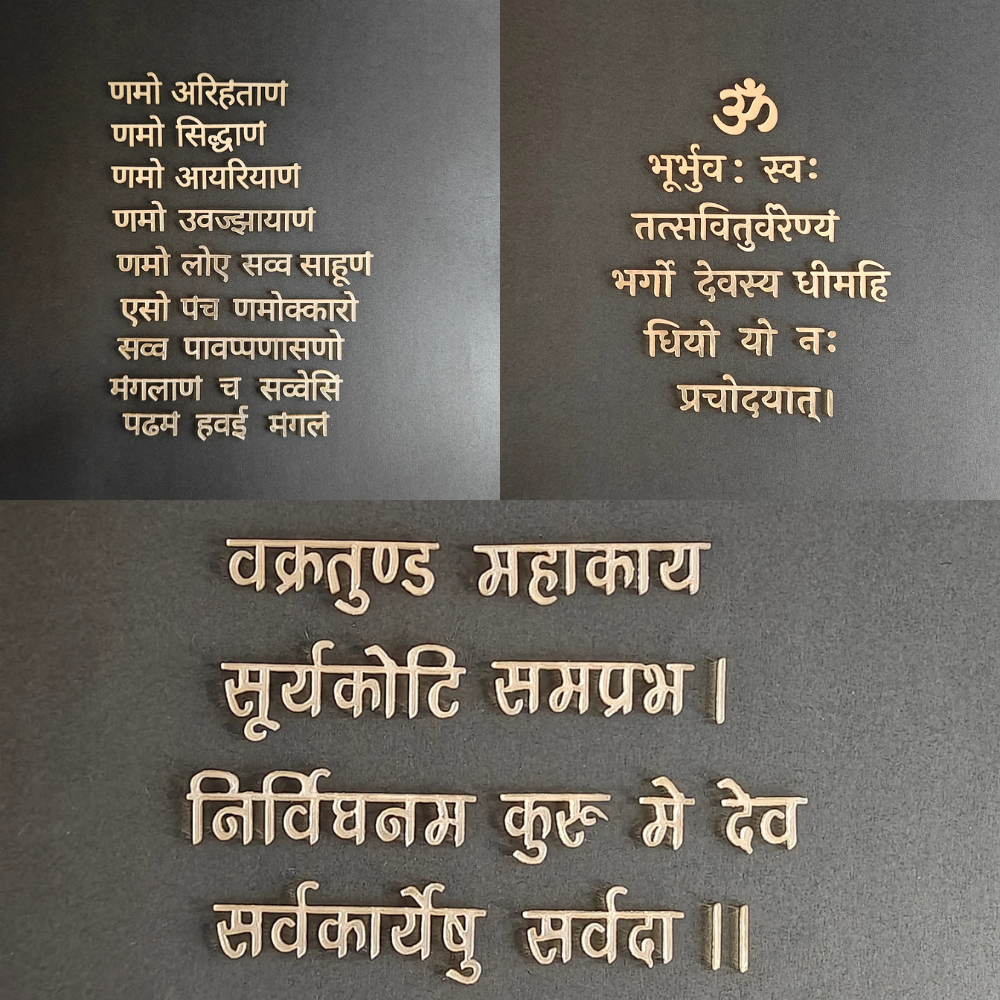 णमो अरिहंताणं
णमो सिद्धाणं
णमो आयरियाणं
णमो उवज्झायाणं
णमो लोए सव्व साहूणं
एसो पंच णमोक्कारो
सव्व पावप्पणासणो
मंगलाणं च सव्वेसिं
पढमं हवई मंगलं
ॐ
भूर्भुव: स्व:
तत्सवितुर्वरेण्यं
भर्गो देवस्य धीमहि
धियो यो न:
प्रचोदयात्।
वक्रतुण्ड महाकाय
सूर्यकोटि समप्रभ।
निर्विघनम कुरू मे देव
सर्वकार्येषु सर्वदा॥